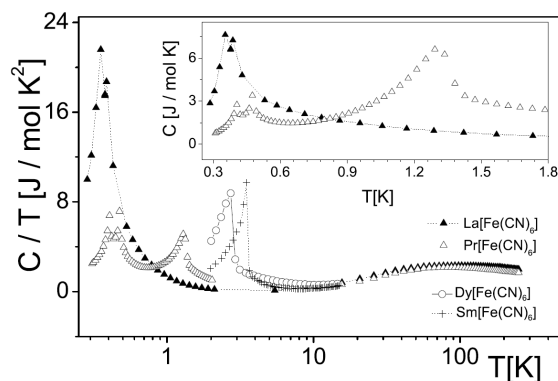 24
16
8
0
C / T [J / mol K²]
1
10
100
T[K]
6
3
0
C [J / mol K]
0.3
0.6
0.9
1.2
1.5
1.8
T[K]
La[Fe(CN)₆]
Pr[Fe(CN)₆]
Dy[Fe(CN)₆]
Sm[Fe(CN)₆]